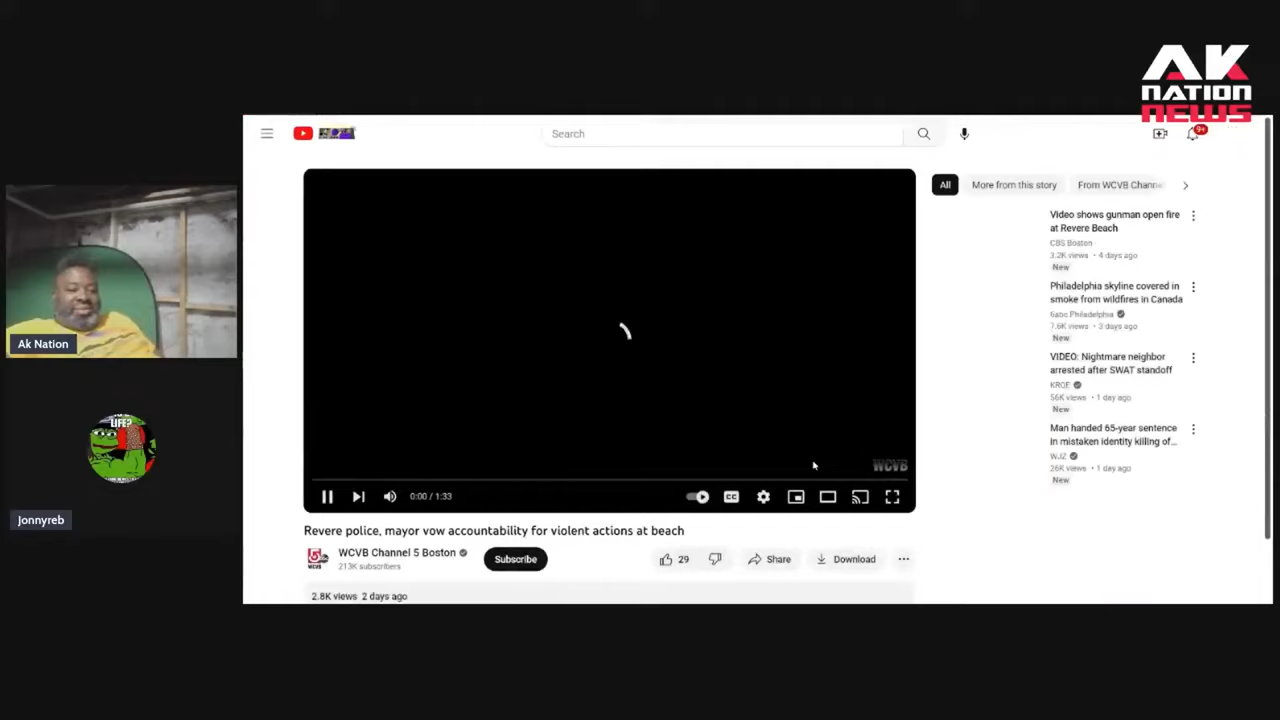 AK
NATION
NEWS
Search
9+
All
More from this story
From WCVB Channe
Video shows gunman open fire
at Revere Beach
CBS Boston
3.2K views • 4 days ago
New
Philadelphia skyline covered in
smoke from wildfires in Canada
6abc Philadelphia
7.6K views • 3 days ago
New
VIDEO: Nightmare neighbor
arrested after SWAT standoff
KRQE
56K views • 1 day ago
New
Man handed 65-year sentence
in mistaken identity killing of...
WJZ
26K views • 1 day ago
New
Ak Nation
LIFE?
Jonnyreb
WCVB
CC
0:00 / 1:33
Revere police, mayor vow accountability for violent actions at beach
WCVB Channel 5 Boston
213K subscribers
Subscribe
29
Share
Download
2.8K views 2 days ago